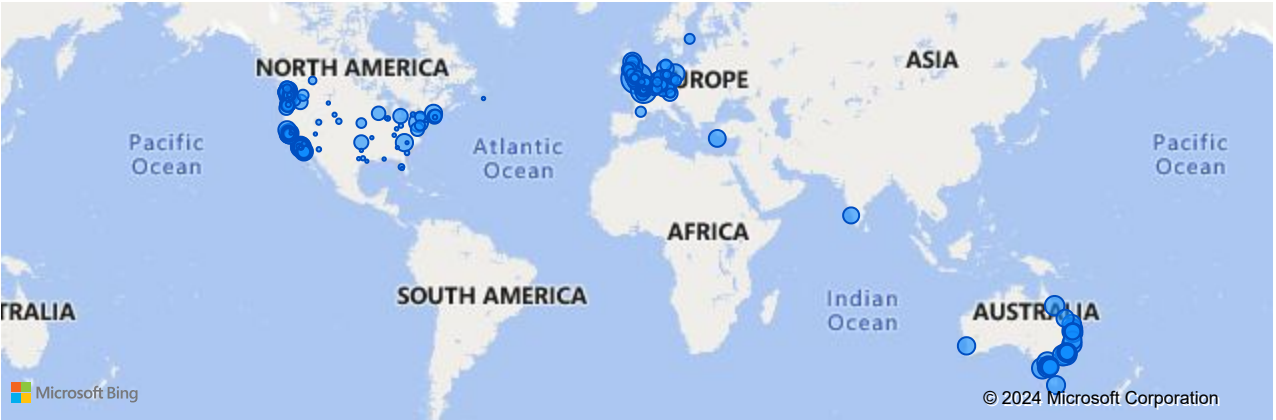 NORTH AMERICA
ASIA
UROPE
Pacific
Ocean
Atlantic
Ocean
Pacific
Ocean
AFRICA
SOUTH AMERICA
Indian
Ocean
TRALIA
AUSTRALIA
Microsoft Bing
© 2024 Microsoft Corporation